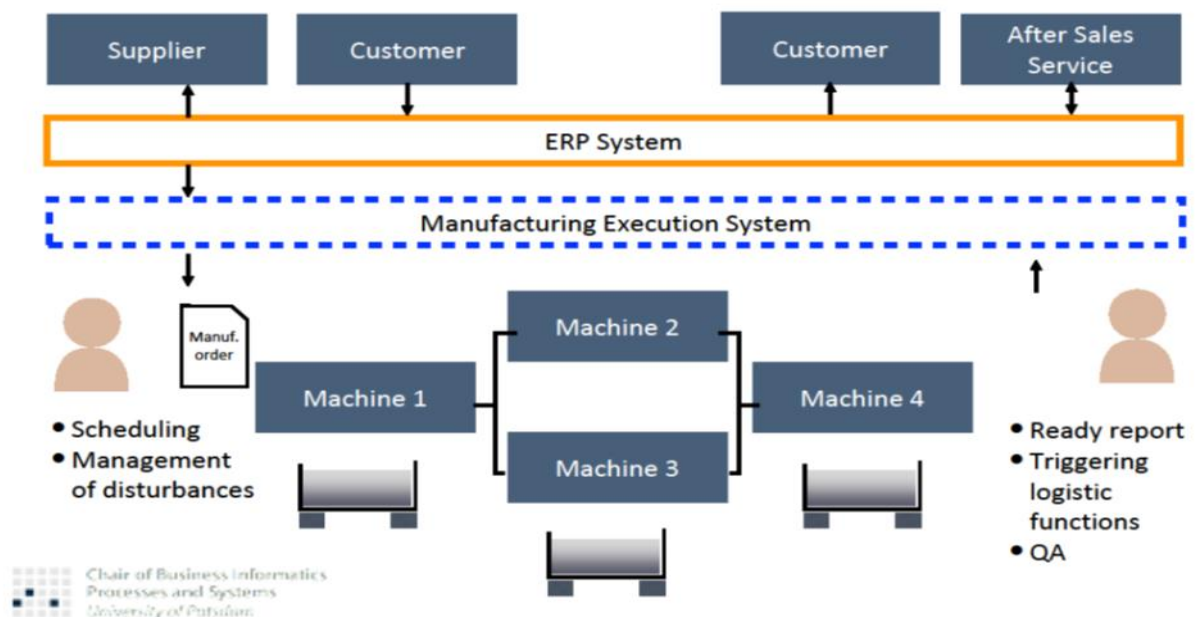 Supplier
Customer
Customer
After Sales
Service
ERP System
Manufacturing Execution System
Manuf.
order
Machine 1
Machine 2
Machine 3
Machine 4
• Scheduling
• Management
of disturbances
• Ready report
• Triggering
logistic
functions
• QA
Chair of Business Informatics
Processes and Systems
University of Potsdam